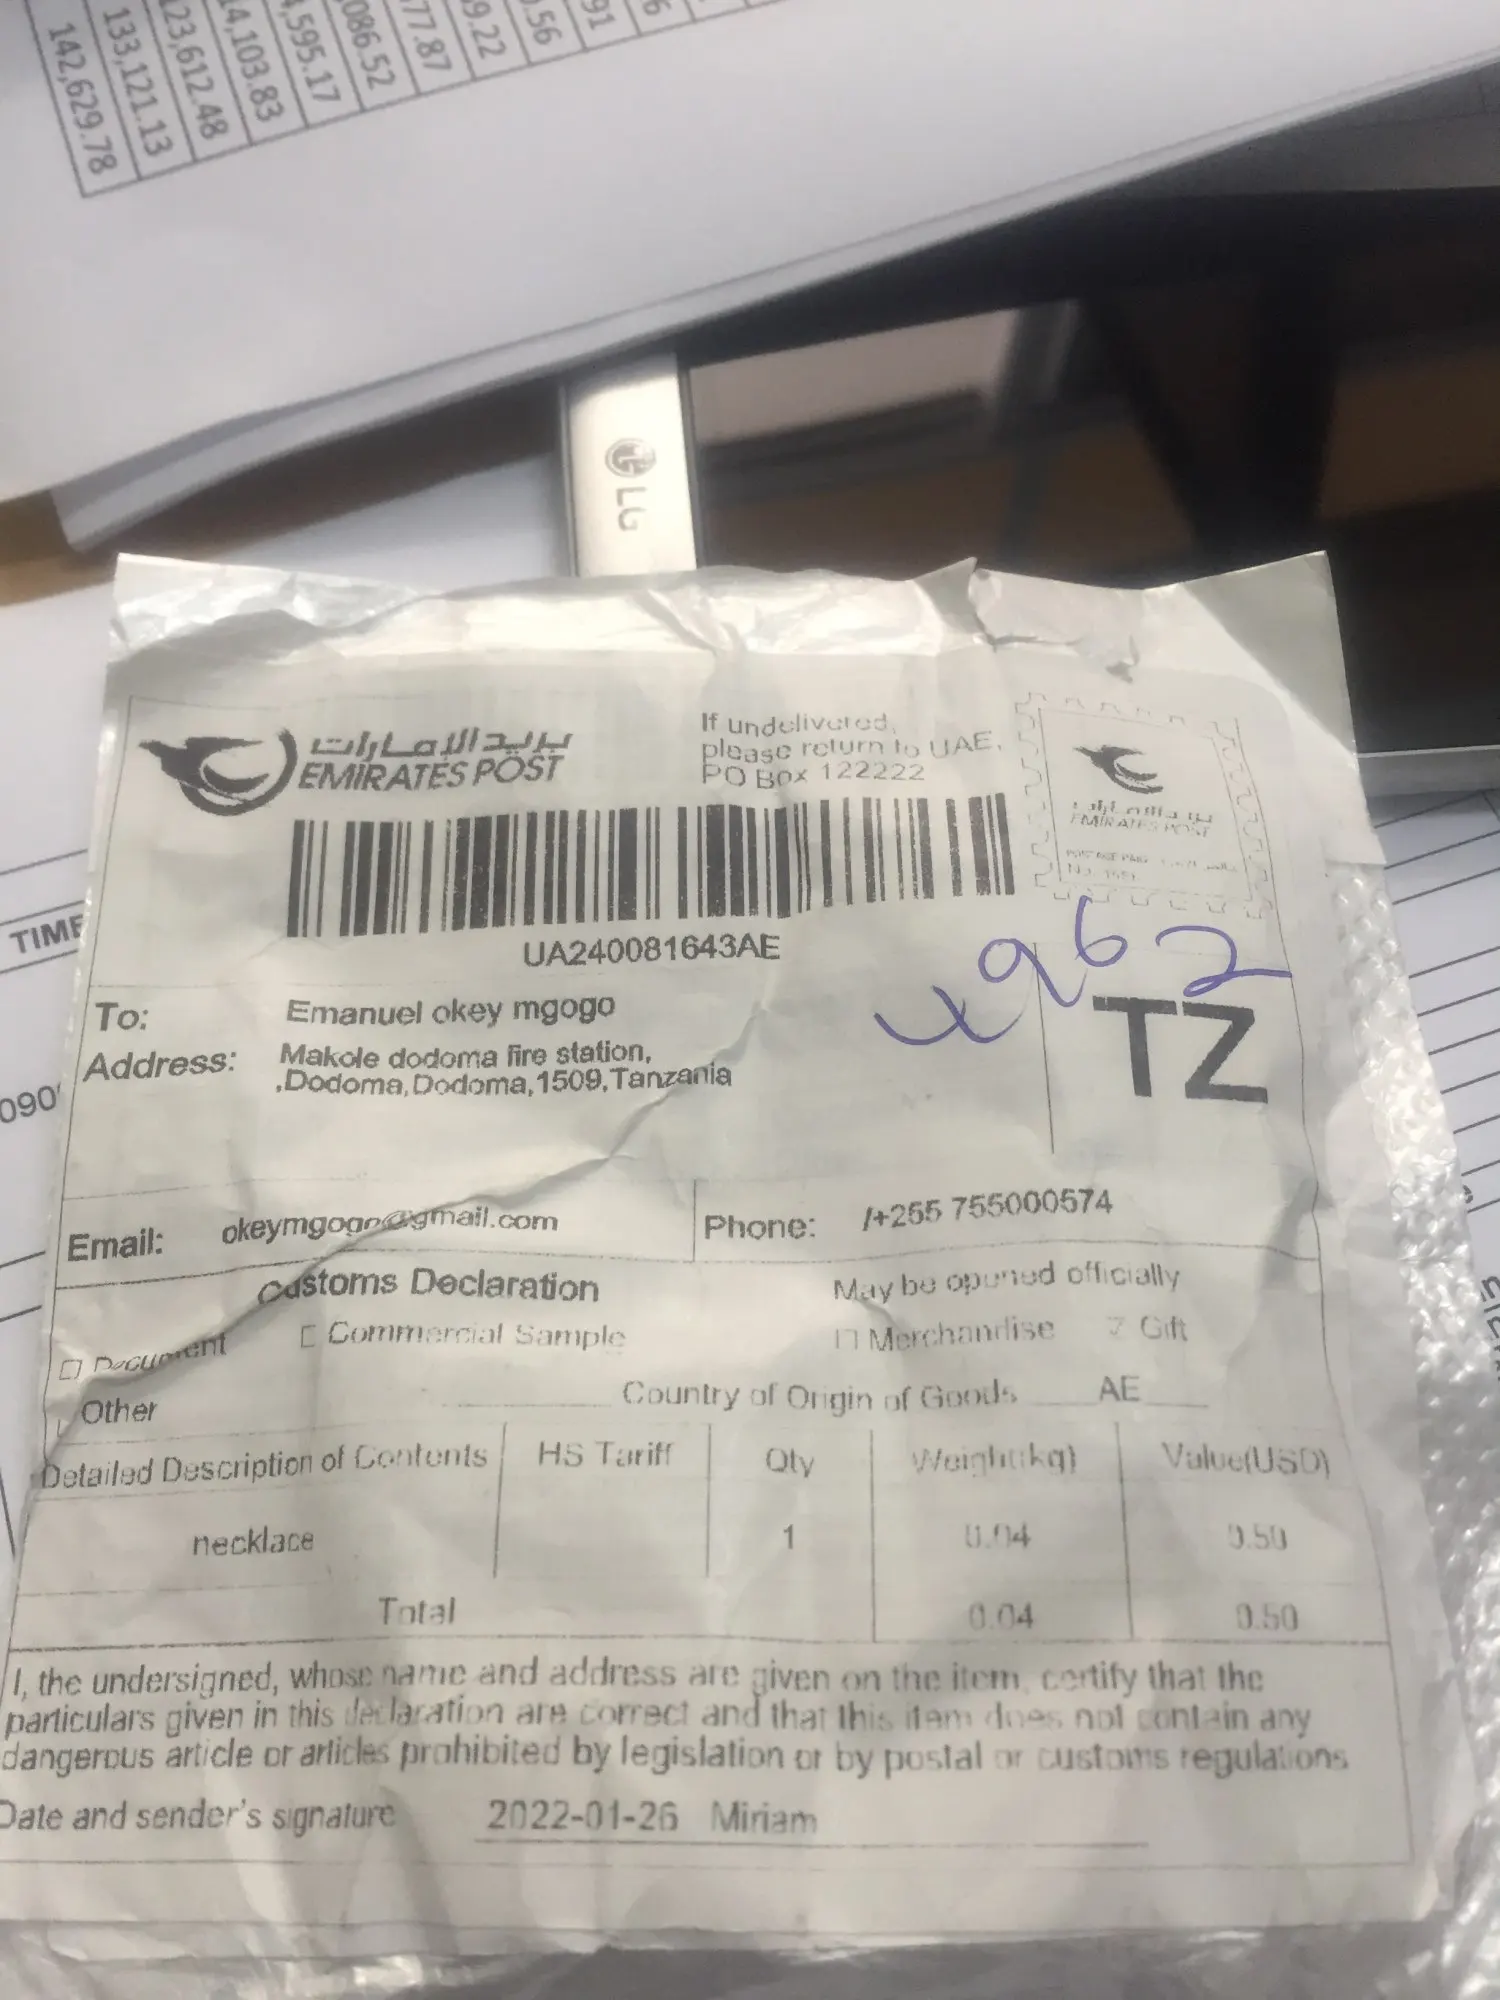 142,629.78
133,121.13
23,612.48
14,103.83
,595.17
086.52
77.87
9.22
.56
91
6
LG
TIME
090
بريد الإمارات
EMIRATES POST
If undelivered,
please return to UAE,
PO Box 122222
بريد الإمارات
EMIRATES POST
UA240081643AE
962
TZ
To: Emanuel okey mgogo
Address: Makole dodoma fire station,
,Dodoma,Dodoma,1509,Tanzania
Email: okeymgogo@gmail.com
Phone: /+255 755000574
Customs Declaration May be opened officially
Document Commercial Sample Merchandise Gift
Other Country of Origin of Goods AE
Detailed Description of Contents HS Tariff Qty Weight(kg) Value(USD)
necklace 1 0.04 0.50
Total 0.04 0.50
I, the undersigned, whose name and address are given on the item, certify that the
particulars given in this declaration are correct and that this item does not contain any
dangerous article or articles prohibited by legislation or by postal or customs regulations
Date and sender's signature 2022-01-26 Miriam